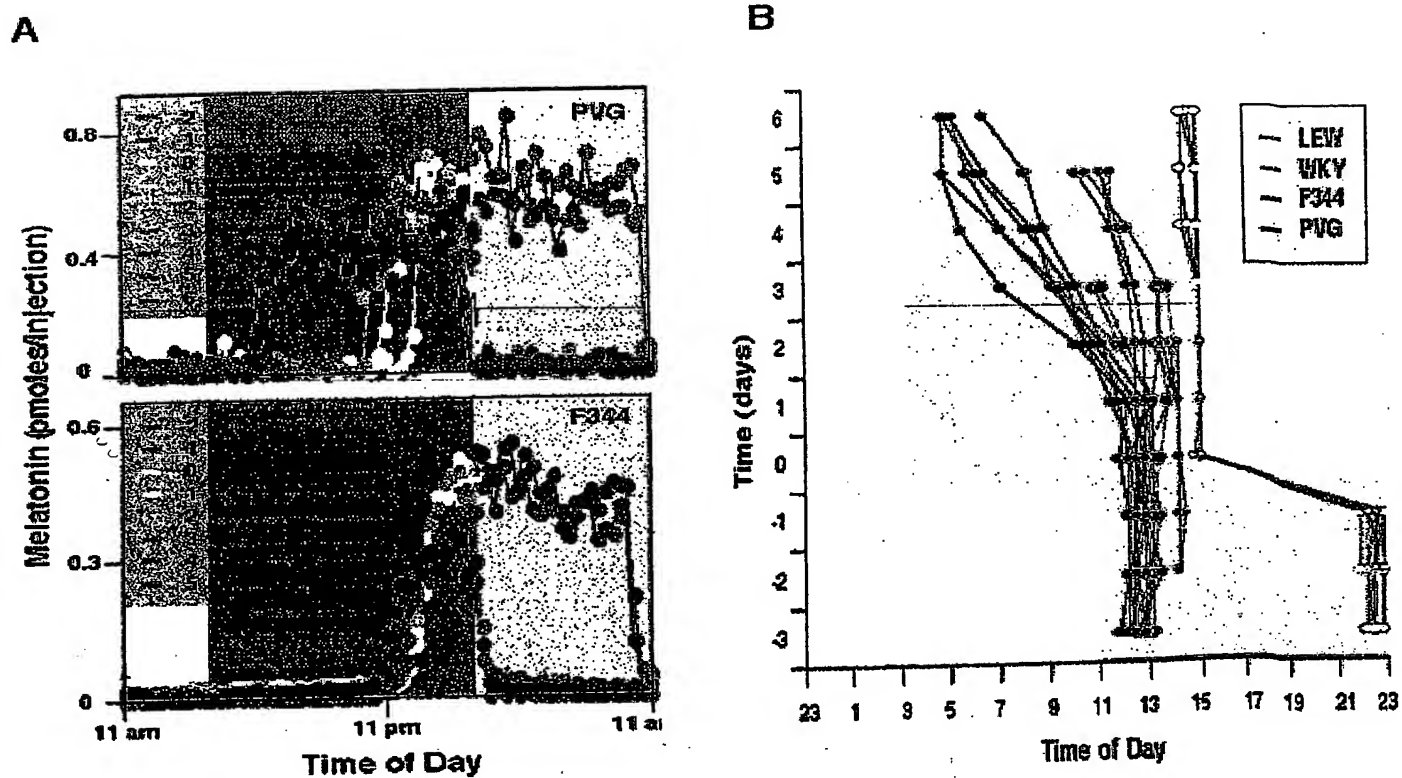 A
B
PVG
0.8
0.4
0
F344
0.6
0.3
0
Melatonin (pmoles/injection)
11 am
11 pm
Time of Day
6
5
4
3
2
1
0
-1
-2
-3
Time (days)
LEW
WKY
F344
PVG
23 1 3 5 7 9 11 13 15 17 19 21 23
Time of Day